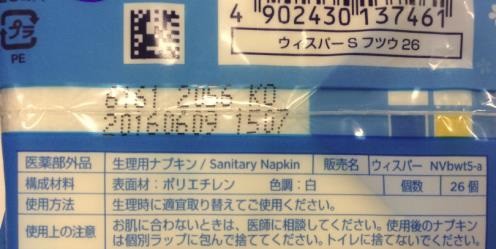 プラ
PE
4 902430 137461
ウィスパー S フツウ 26
6161 2056 KO
20160609 1507
医薬部外品 生理用ナプキン / Sanitary Napkin 販売名 ウィスパー NVbwt5-a
構成材料 表面材：ポリエチレン 色調：白 個数 26個
使用方法 生理時に適宜取り替えてご使用ください。
使用上の注意 お肌に合わないときは、医師に相談してください。使用後のナプキン
は個別ラップに包んで捨ててください。トイレに捨てないでください。